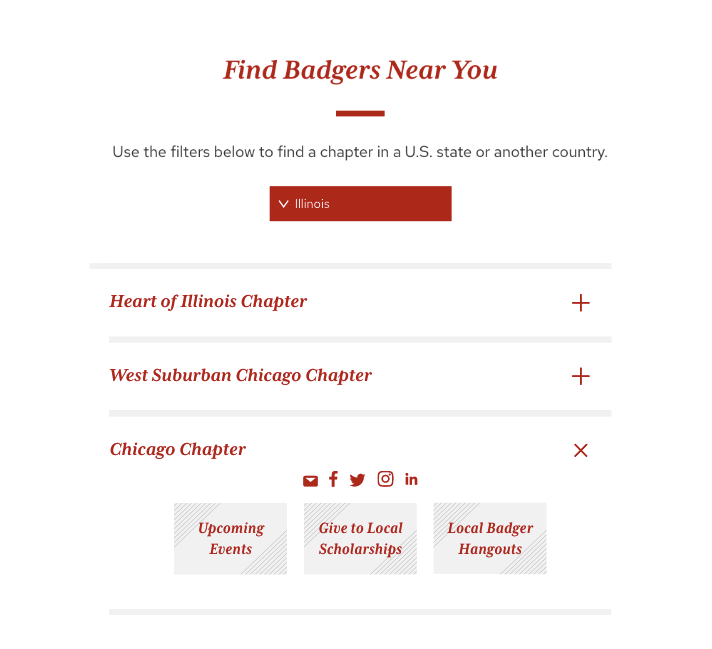 Find Badgers Near You
Use the filters below to find a chapter in a U.S. state or another country.
Illinois
Heart of Illinois Chapter
West Suburban Chicago Chapter
Chicago Chapter
Upcoming
Events
Give to Local
Scholarships
Local Badger
Hangouts